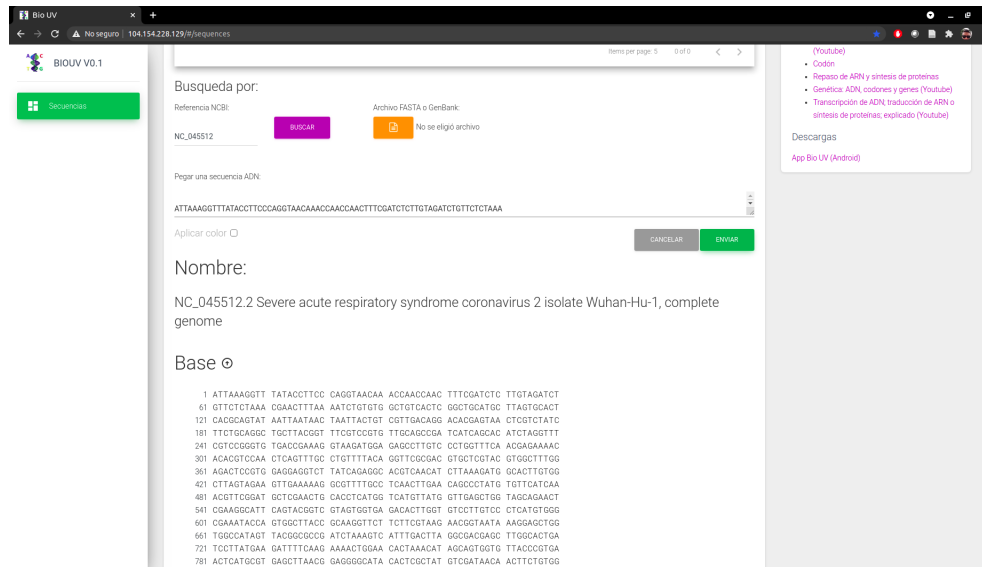 Bio UV
No seguro | 104.154.228.129/#/sequences
BIOUV V0.1
Secuencias
Items per page: 5 0 of 0
Busqueda por:
Referencia NCBI:
Archivo FASTA o GenBank:
NC_045512
BUSCAR
No se eligió archivo
Pegar una secuencia ADN:
ATTAAAGGTTTATACCTTCCCAGGTAACAAACCAACCAACTTTCGATCTCTTGTAGATCTGTTCTCTAAA
Aplicar color
CANCELAR
ENVIAR
Nombre:
NC_045512.2 Severe acute respiratory syndrome coronavirus 2 isolate Wuhan-Hu-1, complete
genome
Base
1 ATTAAAGGTT TATACCTTCC CAGGTAACAA ACCAACCAAC TTTCGATCTC TTGTAGATCT
61 GTTCTCTAAA CGAACTTTAA AATCTGTGTG GCTGTCACTC GGCTGCATGC TTAGTGCACT
121 CACGCAGTAT AATTAATAAC TAATTACTGT CGTTGACAGG ACACGAGTAA CTCGTCTATC
181 TTCTGCAGGC TGCTTACGGT TTCGTCCGTG TTGCAGCCGA TCATCAGCAC ATCTAGGTTT
241 CGTCCGGGTG TGACCGAAAG GTAAGATGGA GAGCCTTGTC CCTGGTTTCA ACGAGAAAAC
301 ACACGTCCAA CTCAGTTTGC CTGTTTTACA GGTTCGCGAC GTGCTCGTAC GTGGCTTTGG
361 AGACTCCGTG GAGGAGGTCT TATCAGAGGC ACGTCAACAT CTTAAAGATG GCACTTGTGG
421 CTTAGTAGAA GTTGAAAAAG GCGTTTTGCC TCAACTTGAA CAGCCCTATG TGTTCATCAA
481 ACGTTCGGAT GCTCGAACTG CACCTCATGG TCATGTTATG GTTGAGCTGG TAGCAGAACT
541 CGAAGGCATT CAGTACGGTC GTAGTGGTGA GACACTTGGT GTCCTTGTCC CTCATGTGGG
601 CGAAATACCA GTGGCTTACC GCAAGGTTCT TCTTCGTAAG AACGGTAATA AAGGAGCTGG
661 TGGCCATAGT TACGGCGCCG ATCTAAAGTC ATTTGACTTA GGCGACGAGC TTGGCACTGA
721 TCCTTATGAA GATTTTCAAG AAAACTGGAA CACTAAACAT AGCAGTGGTG TTACCCGTGA
781 ACTCATGCGT GAGCTTAACG GAGGGGCATA CACTCGCTAT GTCGATAACA ACTTCTGTGG
(Youtube)
Codón
Repaso de ARN y síntesis de proteínas
Genética: ADN, codones y genes (Youtube)
Transcripción de ADN, traducción de ARN o
síntesis de proteínas; explicado (Youtube)
Descargas
App Bio UV (Android)